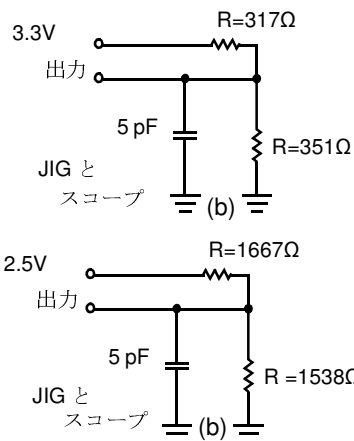 R=317Ω
3.3V
出力
5 pF
R=351Ω
JIG と
スコープ
(b)
R=1667Ω
2.5V
出力
5 pF
R =1538Ω
JIG と
スコープ
(b)